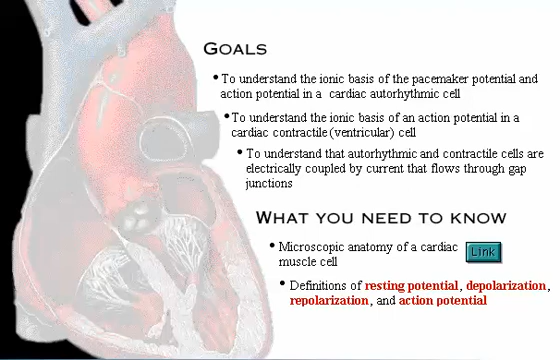 GOALS
• To understand the ionic basis of the pacemaker potential and
action potential in a cardiac autorhythmic cell
• To understand the ionic basis of an action potential in a
cardiac contractile (ventricular) cell
• To understand that autorhythmic and contractile cells are
electrically coupled by current that flows through gap
junctions
WHAT YOU NEED TO KNOW
• Microscopic anatomy of a cardiac
muscle cell
Link
• Definitions of resting potential, depolarization,
repolarization, and action potential